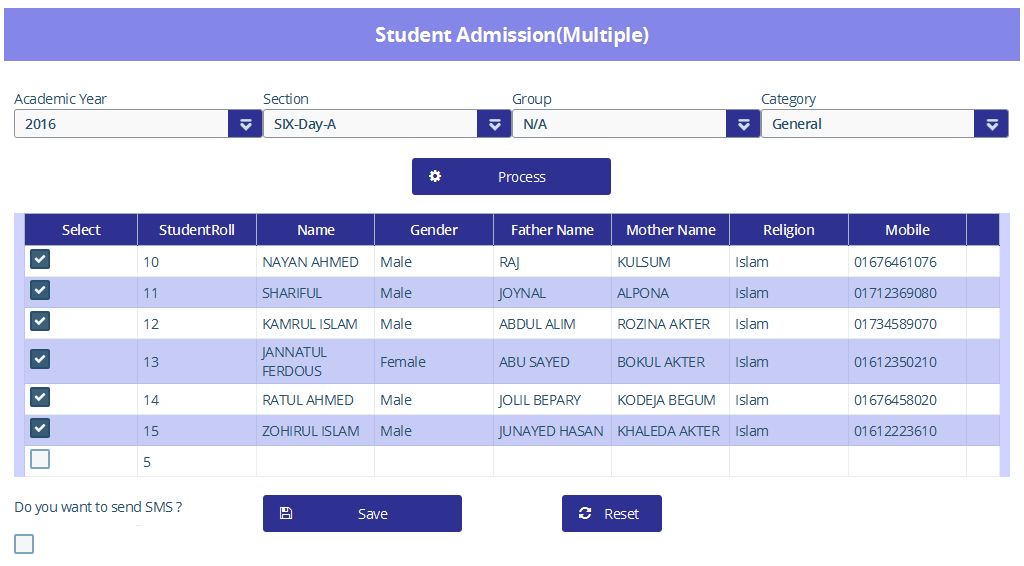 Student Admission(Multiple)
Academic Year Section Group Category
2016 SIX-Day-A N/A General
Process
Select StudentRoll Name Gender Father Name Mother Name Religion Mobile
10 NAYAN AHMED Male RAJ KULSUM Islam 01676461076
11 SHARIFUL Male JOYNAL ALPONA Islam 01712369080
12 KAMRUL ISLAM Male ABDUL ALIM ROZINA AKTER Islam 01734589070
13 JANNATUL FERDOUS Female ABU SAYED BOKUL AKTER Islam 01612350210
14 RATUL AHMED Male JOLIL BEPARY KODEJA BEGUM Islam 01676458020
15 ZOHIRUL ISLAM Male JUNAYED HASAN KHALEDA AKTER Islam 01612223610
5
Do you want to send SMS ? Save Reset